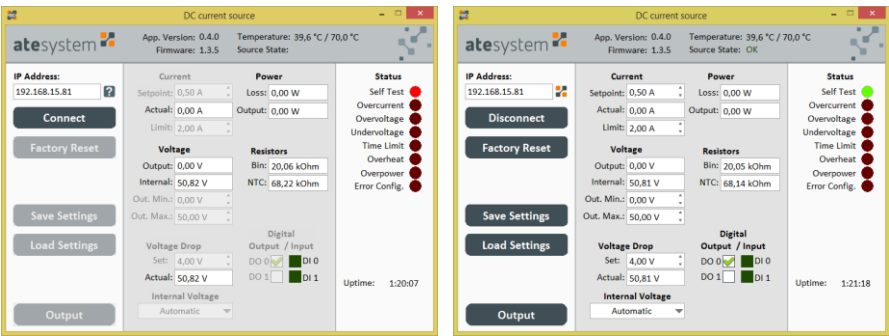 DC current source
atesystem
App. Version: 0.4.0
Firmware: 1.3.5
Temperature: 39,6 °C / 70,0 °C
Source State:
IP Address:
192.168.15.81
?
Connect
Factory Reset
Save Settings
Load Settings
Output
Current
Setpoint: 0,50 A
Actual: 0,00 A
Limit: 2,00 A
Voltage
Output: 0,00 V
Internal: 50,82 V
Out. Min.: 0,00 V
Out. Max.: 50,00 V
Voltage Drop
Set: 4,00 V
Actual: 50,82 V
Internal Voltage
Automatic
Power
Loss: 0,00 W
Output: 0,00 W
Resistors
Bin: 20,06 kOhm
NTC: 68,22 kOhm
Digital
Output / Input
DO 0 DI 0
DO 1 DI 1
Status
Self Test
Overcurrent
Overvoltage
Undervoltage
Time Limit
Overheat
Overpower
Error Config.
Uptime: 1:20:07
DC current source
atesystem
App. Version: 0.4.0
Firmware: 1.3.5
Temperature: 39,6 °C / 70,0 °C
Source State: OK
IP Address:
192.168.15.81
Disconnect
Factory Reset
Save Settings
Load Settings
Output
Current
Setpoint: 0,50 A
Actual: 0,00 A
Limit: 2,00 A
Voltage
Output: 0,00 V
Internal: 50,81 V
Out. Min.: 0,00 V
Out. Max.: 50,00 V
Voltage Drop
Set: 4,00 V
Actual: 50,81 V
Internal Voltage
Automatic
Power
Loss: 0,00 W
Output: 0,00 W
Resistors
Bin: 20,05 kOhm
NTC: 68,14 kOhm
Digital
Output / Input
DO 0 DI 0
DO 1 DI 1
Status
Self Test
Overcurrent
Overvoltage
Undervoltage
Time Limit
Overheat
Overpower
Error Config.
Uptime: 1:21:18